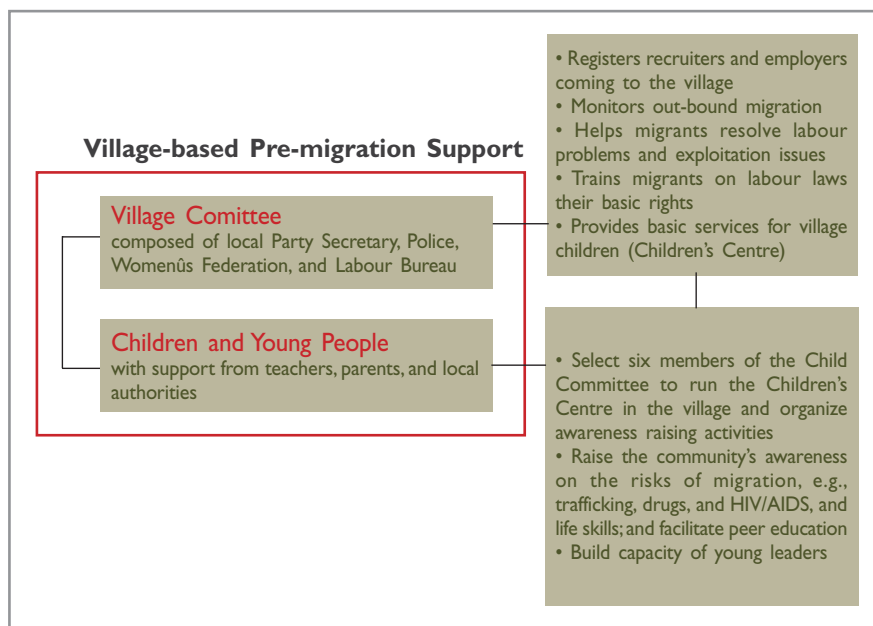 Village-based Pre-migration Support
Village Comittee
composed of local Party Secretary, Police,
Womenûs Federation, and Labour Bureau
Children and Young People
with support from teachers, parents, and local
authorities
• Registers recruiters and employers
coming to the village
• Monitors out-bound migration
• Helps migrants resolve labour
problems and exploitation issues
• Trains migrants on labour laws
their basic rights
• Provides basic services for village
children (Children's Centre)
• Select six members of the Child
Committee to run the Children's
Centre in the village and organize
awareness raising activities
• Raise the community's awareness
on the risks of migration, e.g.,
trafficking, drugs, and HIV/AIDS, and
life skills; and facilitate peer education
• Build capacity of young leaders